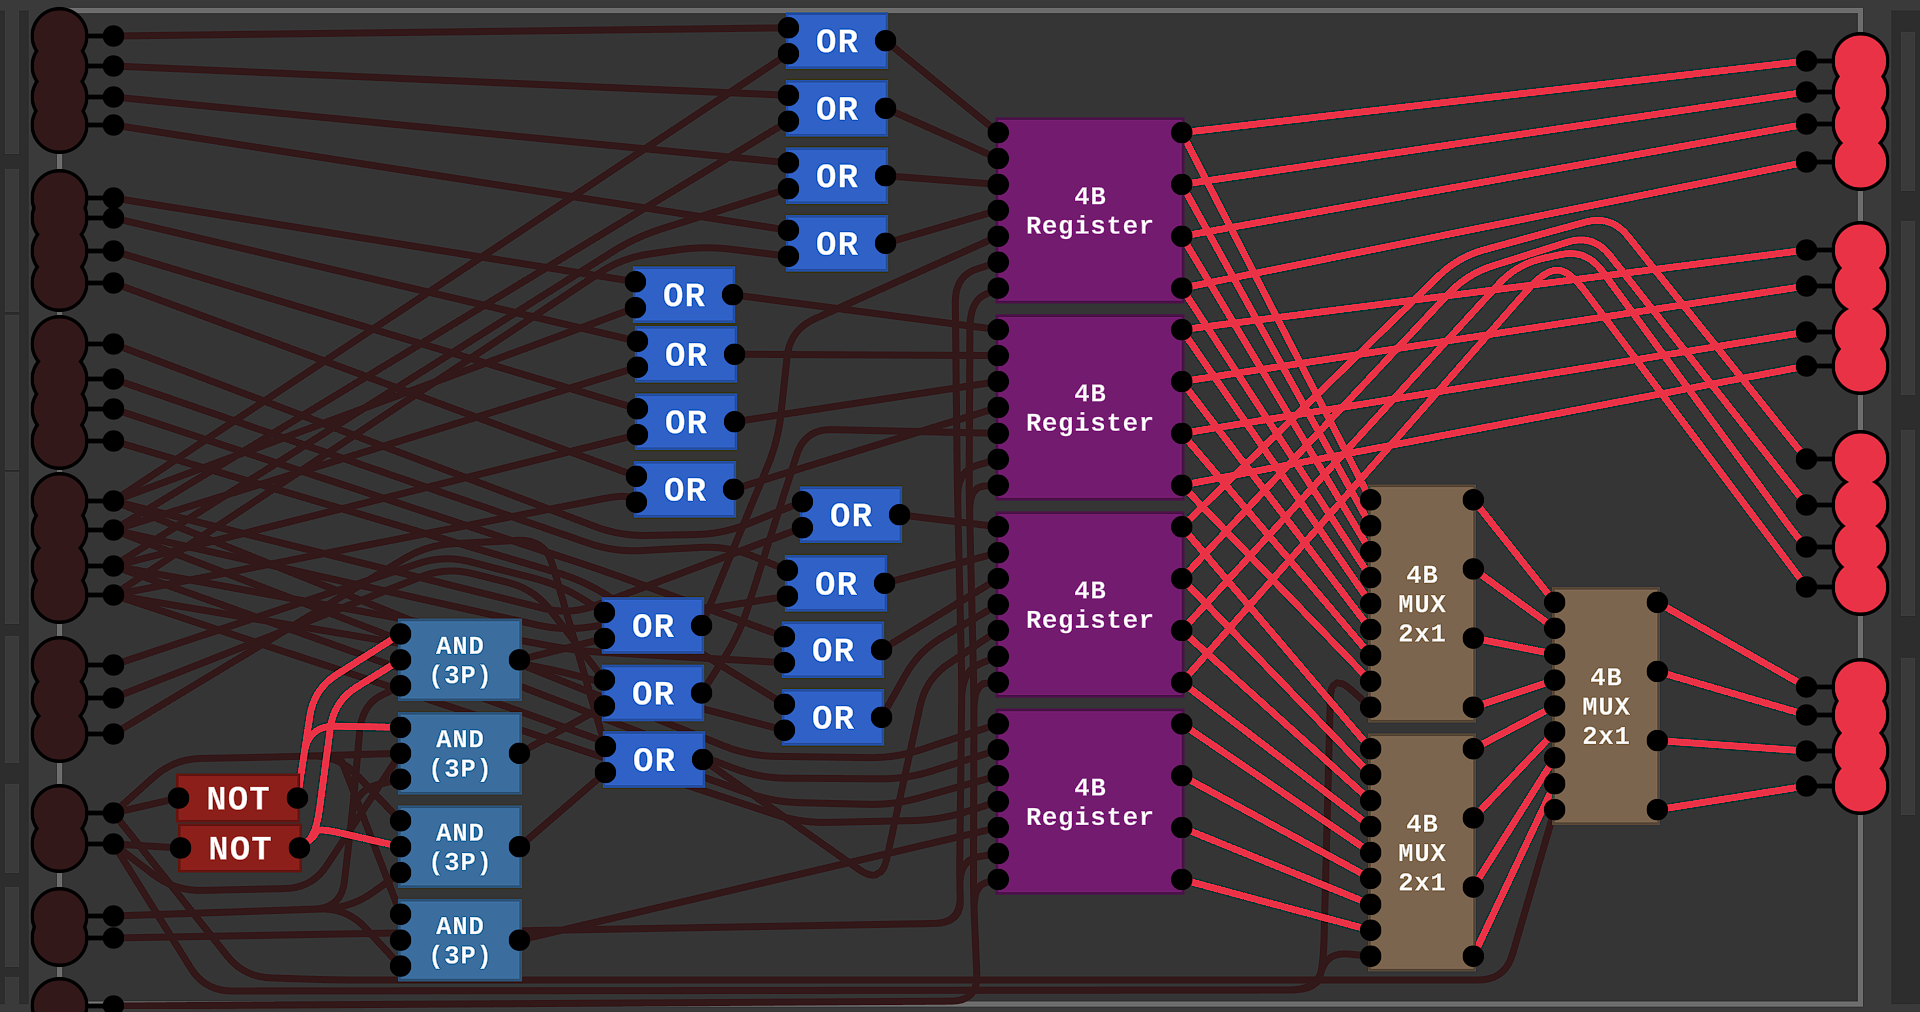 OR
OR
OR
OR
4B
Register
OR
OR
OR
OR
4B
Register
OR
OR
OR
OR
4B
Register
OR
OR
OR
4B
Register
AND
(3P)
AND
(3P)
AND
(3P)
AND
(3P)
NOT
NOT
4B
MUX
2x1
4B
MUX
2x1
4B
MUX
2x1